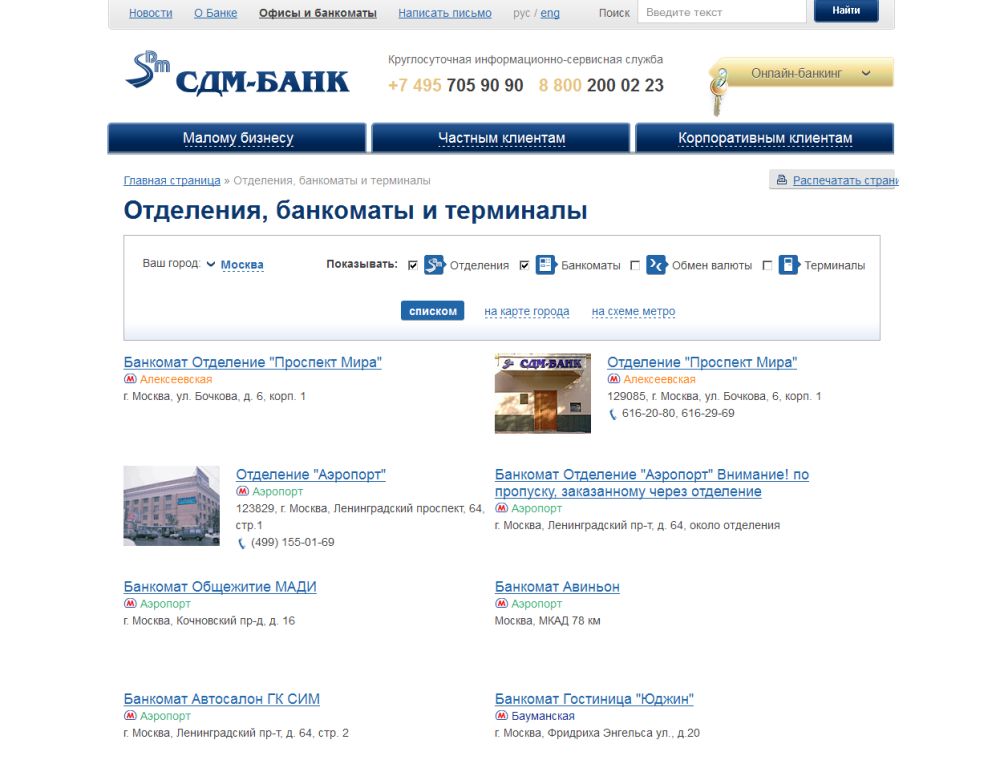 Новости О Банке Офисы и банкоматы Написать письмо рус / eng Поиск Введите текст Найти
СДМ-БАНК
Круглосуточная информационно-сервисная служба
+7 495 705 90 90 8 800 200 02 23
Онлайн-банкинг
Малому бизнесу Частным клиентам Корпоративным клиентам
Главная страница » Отделения, банкоматы и терминалы
Распечатать страни
Отделения, банкоматы и терминалы
Ваш город: Москва Показывать: Отделения Банкоматы Обмен валюты Терминалы
списком на карте города на схеме метро
Банкомат Отделение "Проспект Мира"
Алексеевская
г. Москва, ул. Бочкова, д. 6, корп. 1
СДМ-БАНК
Отделение "Проспект Мира"
Алексеевская
129085, г. Москва, ул. Бочкова, 6, корп. 1
616-20-80, 616-29-69
Отделение "Аэропорт"
Аэропорт
123829, г. Москва, Ленинградский проспект, 64,
стр.1
(499) 155-01-69
Банкомат Отделение "Аэропорт" Внимание! по
пропуску, заказанному через отделение
Аэропорт
г. Москва, Ленинградский пр-т, д. 64, около отделения
Банкомат Общежитие МАДИ
Аэропорт
г. Москва, Кочновский пр-д, д. 16
Банкомат Авиньон
Аэропорт
Москва, МКАД 78 км
Банкомат Автосалон ГК СИМ
Аэропорт
г. Москва, Ленинградский пр-т, д. 64, стр. 2
Банкомат Гостиница "Юджин"
Бауманская
г. Москва, Фридриха Энгельса ул., д.20